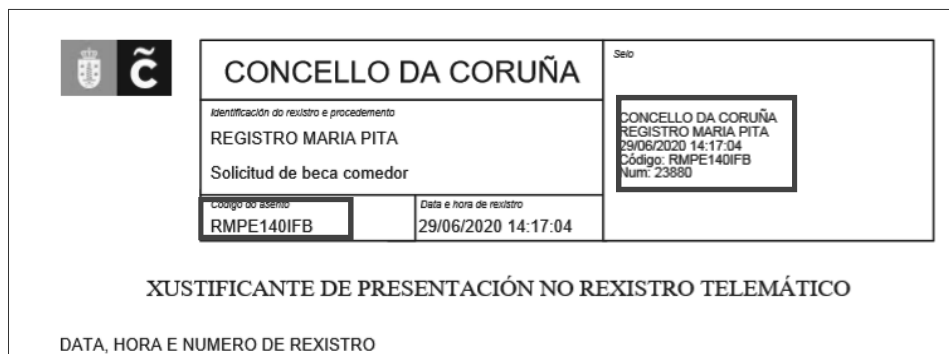 CONCELLO DA CORUÑA
Identificación do rexistro e procedemento
REGISTRO MARIA PITA
Solicitud de beca comedor
Código do asento
RMPE140IFB
Data e hora de rexistro
29/06/2020 14:17:04
Selo
CONCELLO DA CORUÑA
REGISTRO MARIA PITA
29/06/2020 14:17:04
Código: RMPE140IFB
Num: 23880
XUSTIFICANTE DE PRESENTACIÓN NO REXISTRO TELEMÁTICO
DATA, HORA E NUMERO DE REXISTRO